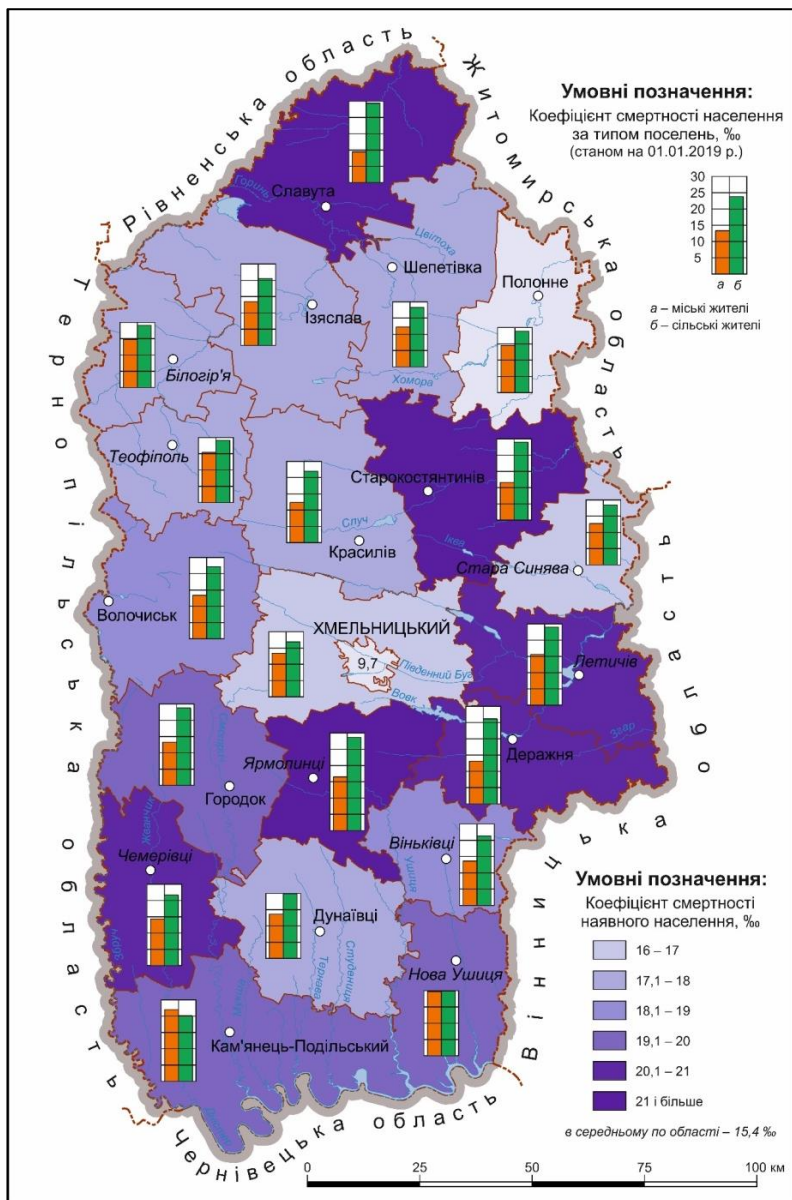 Рівненська область
Житомирська область
Тернопільська область
Вінницька область
Чернівецька область
Умовні позначення:
Коефіцієнт смертності населення
за типом поселень, ‰
(станом на 01.01.2019 р.)
30
25
20
15
10
5
а б
а – міські жителі
б – сільські жителі
Горинь
Славута
Цвітоха
Шепетівка
Полонне
Ізяслав
Білогір'я
Хомора
Теофіполь
Старокостянтинів
Случ
Красилів
Іква
Стара Синява
Волочиськ
ХМЕЛЬНИЦЬКИЙ
9,7
Південний Буг
Летичів
Вовк
Згар
Деражня
Ярмолинці
Городок
Смотрич
Жванчик
Чемерівці
Віньківці
Ушиця
Збруч
Дунаївці
Студениця
Тернава
Нова Ушиця
Кам'янець-Подільський
Умовні позначення:
Коефіцієнт смертності
наявного населення, ‰
16 – 17
17,1 – 18
18,1 – 19
19,1 – 20
20,1 – 21
21 і більше
в середньому по області – 15,4 ‰
0 25 50 75 100 км